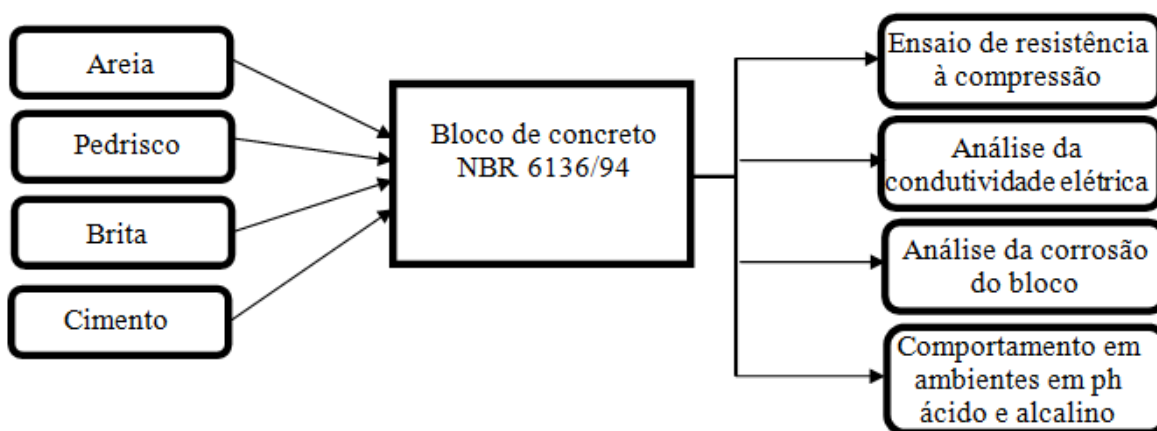 Areia
Pedrisco
Brita
Cimento
Bloco de concreto
NBR 6136/94
Ensaio de resistência
à compressão
Análise da
condutividade elétrica
Análise da corrosão
do bloco
Comportamento em
ambientes em ph
ácido e alcalino